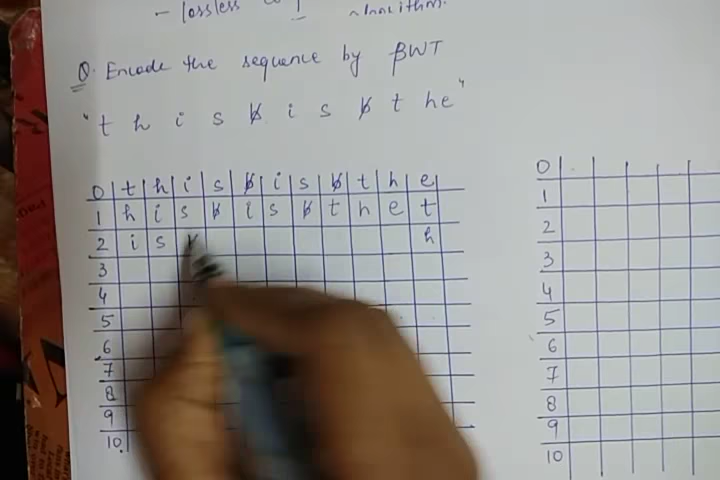 - lossless
algorithm.
Q. Encode the sequence by BWT
"t h i s b̸ i s b̸ t h e"
0 t h i s b̸ i s b̸ t h e
1 h i s b̸ i s b̸ t h e t
2 i s b̸ h
3
4
5
6
7
8
9
10
0
1
2
3
4
5
6
7
8
9
10